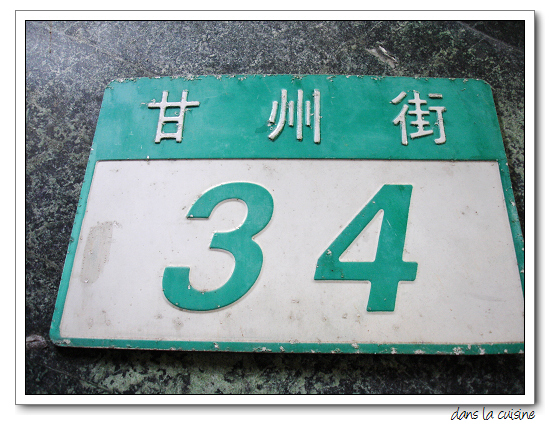 甘州街
34
dans la cuisine